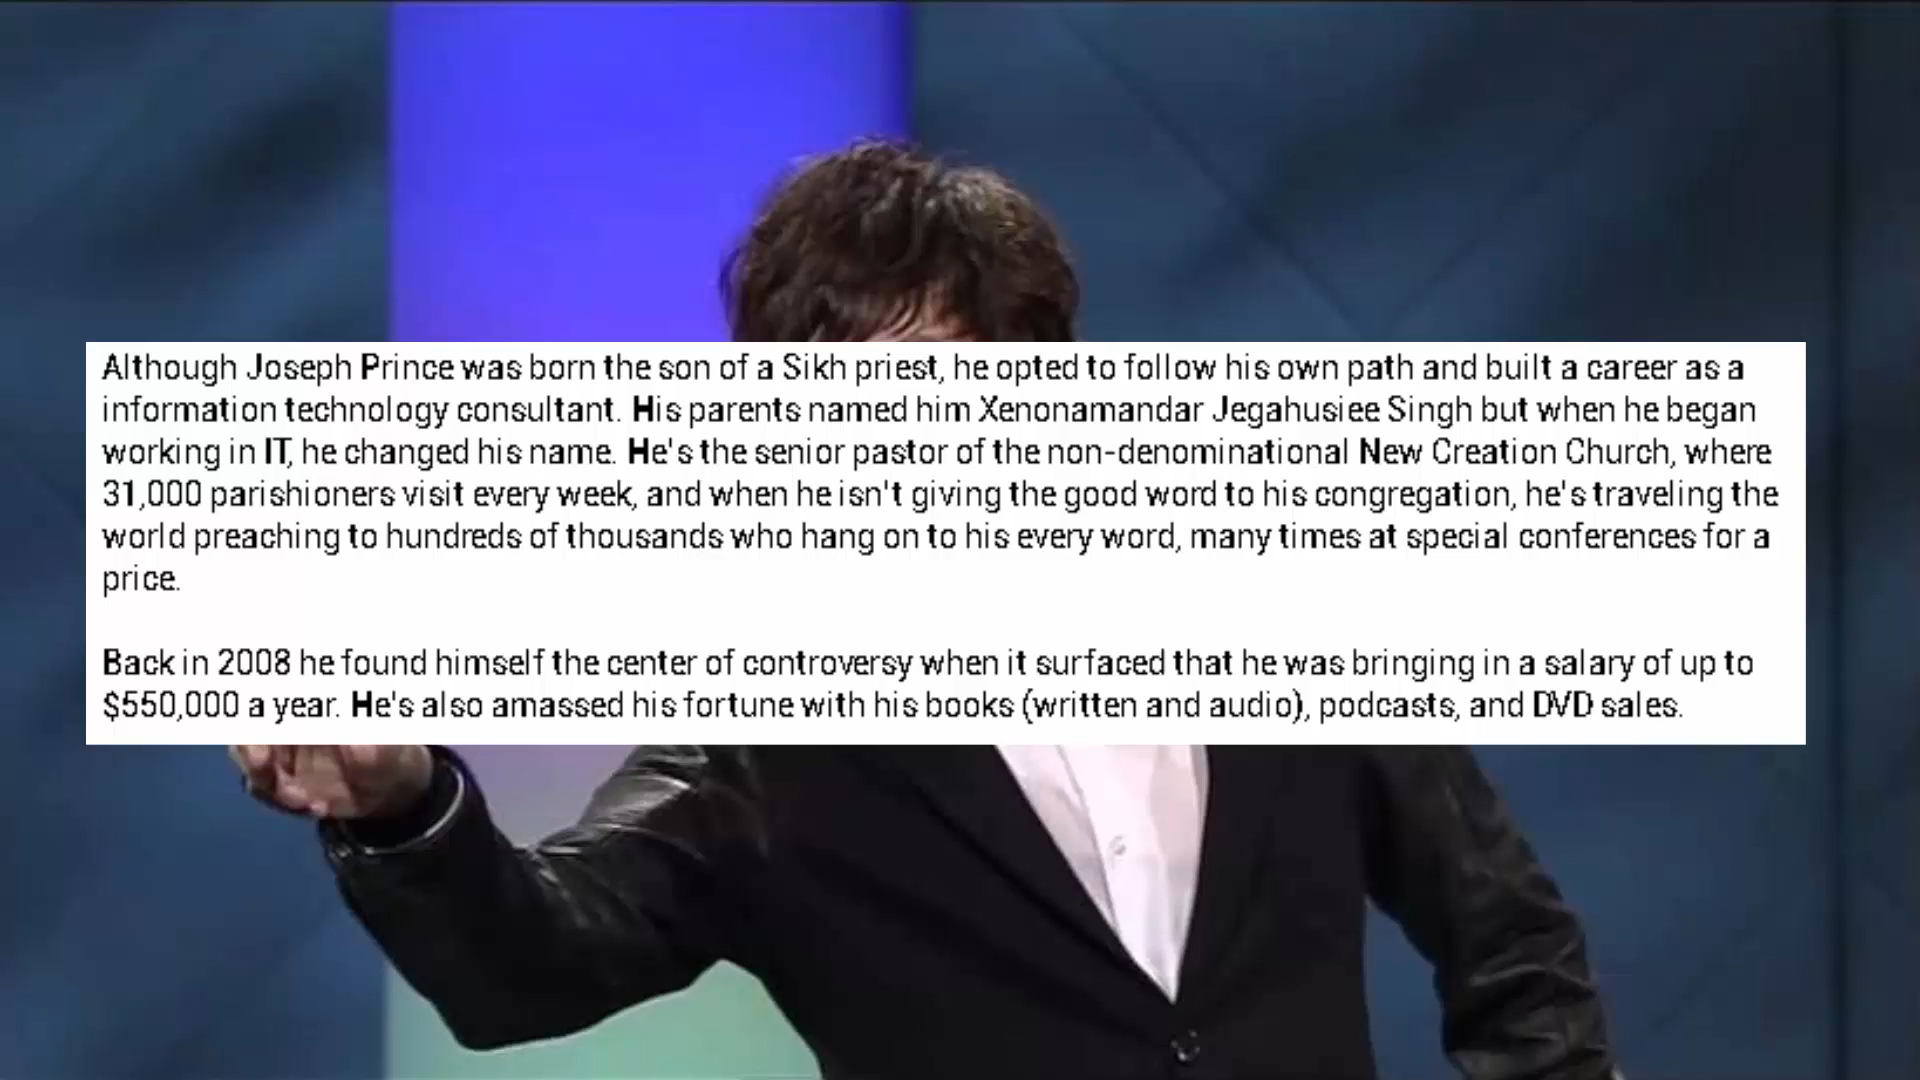 Although Joseph Prince was born the son of a Sikh priest, he opted to follow his own path and built a career as a
information technology consultant. His parents named him Xenonamandar Jegahusiee Singh but when he began
working in IT, he changed his name. He's the senior pastor of the non-denominational New Creation Church, where
31,000 parishioners visit every week, and when he isn't giving the good word to his congregation, he's traveling the
world preaching to hundreds of thousands who hang on to his every word, many times at special conferences for a
price.
Back in 2008 he found himself the center of controversy when it surfaced that he was bringing in a salary of up to
$550,000 a year. He's also amassed his fortune with his books (written and audio), podcasts, and DVD sales.